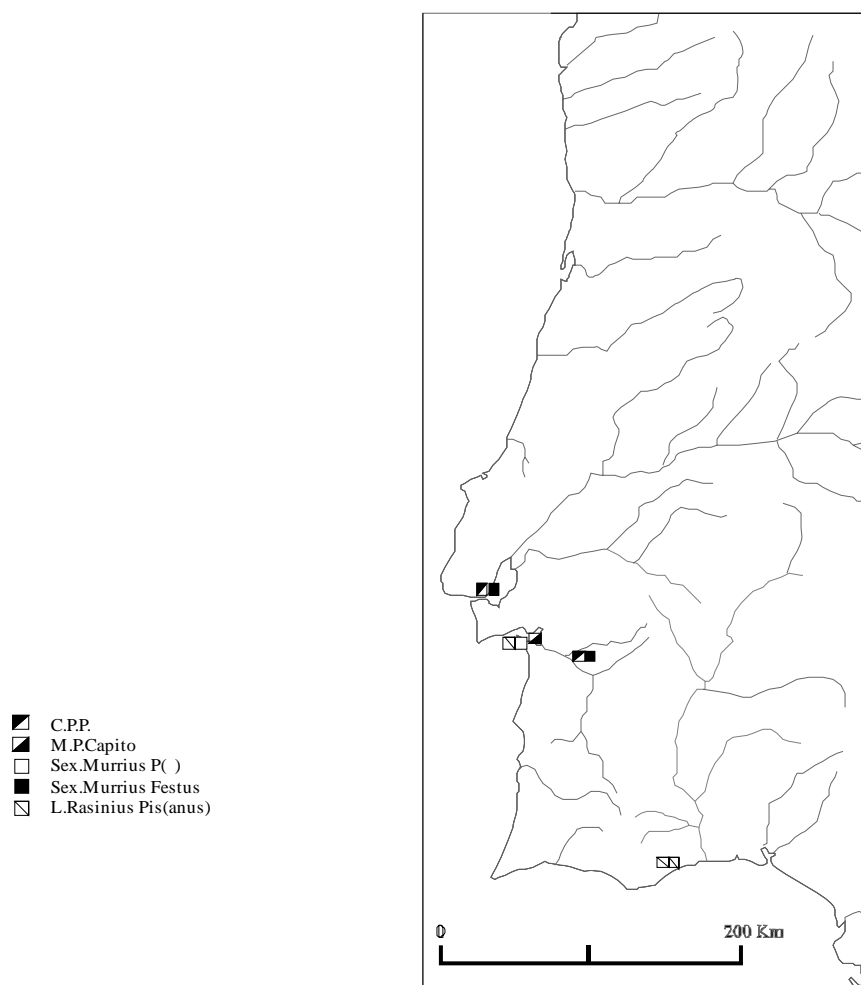 C.P.P.
M.P.Capito
Sex.Murrius P( )
Sex.Murrius Festus
L.Rasinius Pis(anus)
0 200 Km